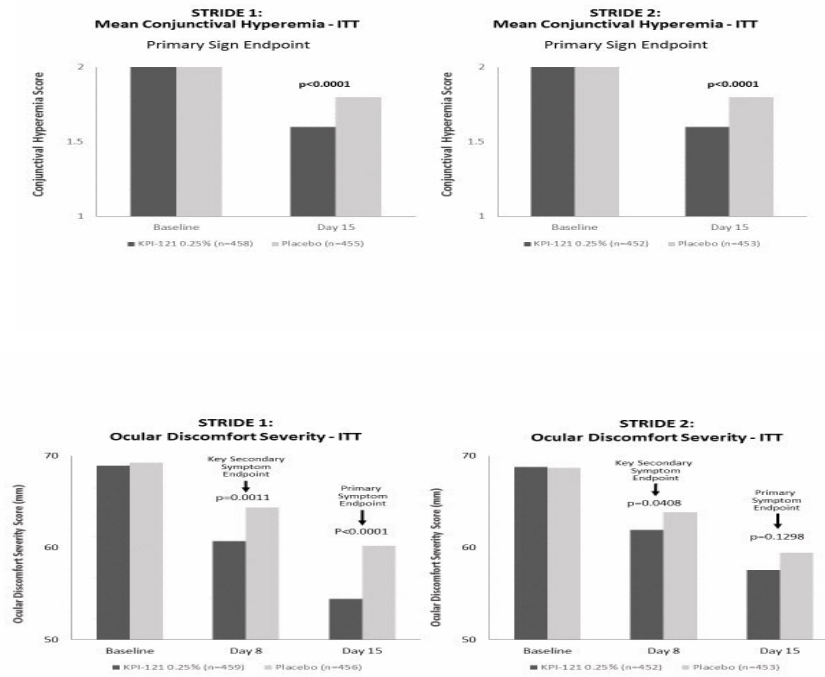 STRIDE 1:
Mean Conjunctival Hyperemia - ITT
Primary Sign Endpoint
Conjunctival Hyperemia Score
2
1.5
1
p<0.0001
Baseline
Day 15
KPI-121 0.25% (n=458)
Placebo (n=455)
STRIDE 2:
Mean Conjunctival Hyperemia - ITT
Primary Sign Endpoint
Conjunctival Hyperemia Score
2
1.5
1
p<0.0001
Baseline
Day 15
KPI-121 0.25% (n=452)
Placebo (n=453)
STRIDE 1:
Ocular Discomfort Severity - ITT
Ocular Discomfort Severity Score (mm)
70
60
50
Key Secondary
Symptom
Endpoint
p=0.0011
Primary
Symptom
Endpoint
P<0.0001
Baseline
Day 8
Day 15
KPI-121 0.25% (n=459)
Placebo (n=456)
STRIDE 2:
Ocular Discomfort Severity - ITT
Ocular Discomfort Severity Score (mm)
70
60
50
Key Secondary
Symptom
Endpoint
p=0.0408
Primary
Symptom
Endpoint
p=0.1298
Baseline
Day 8
Day 15
KPI-121 0.25% (n=452)
Placebo (n=453)